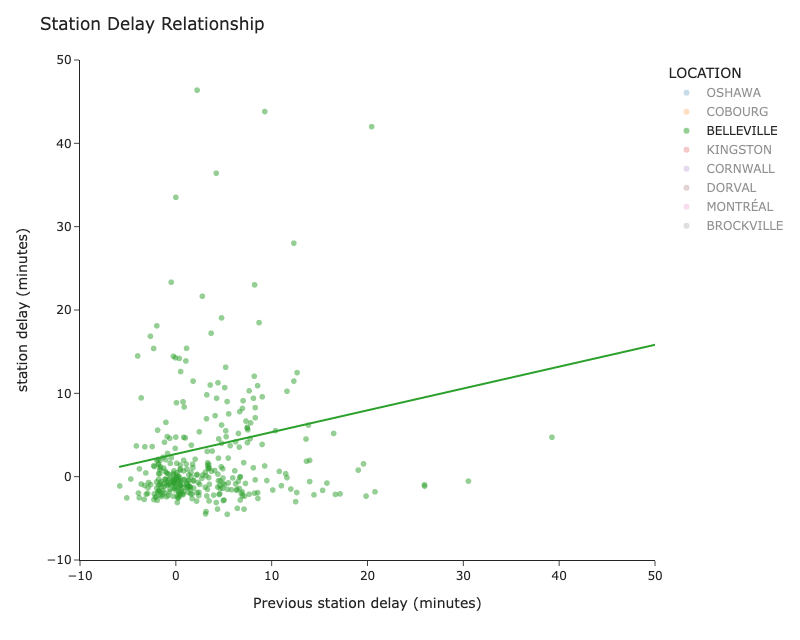 Station Delay Relationship
LOCATION
OSHAWA
COBOURG
BELLEVILLE
KINGSTON
CORNWALL
DORVAL
MONTRÉAL
BROCKVILLE
station delay (minutes)
50
40
30
20
10
0
−10
−10 0 10 20 30 40 50
Previous station delay (minutes)